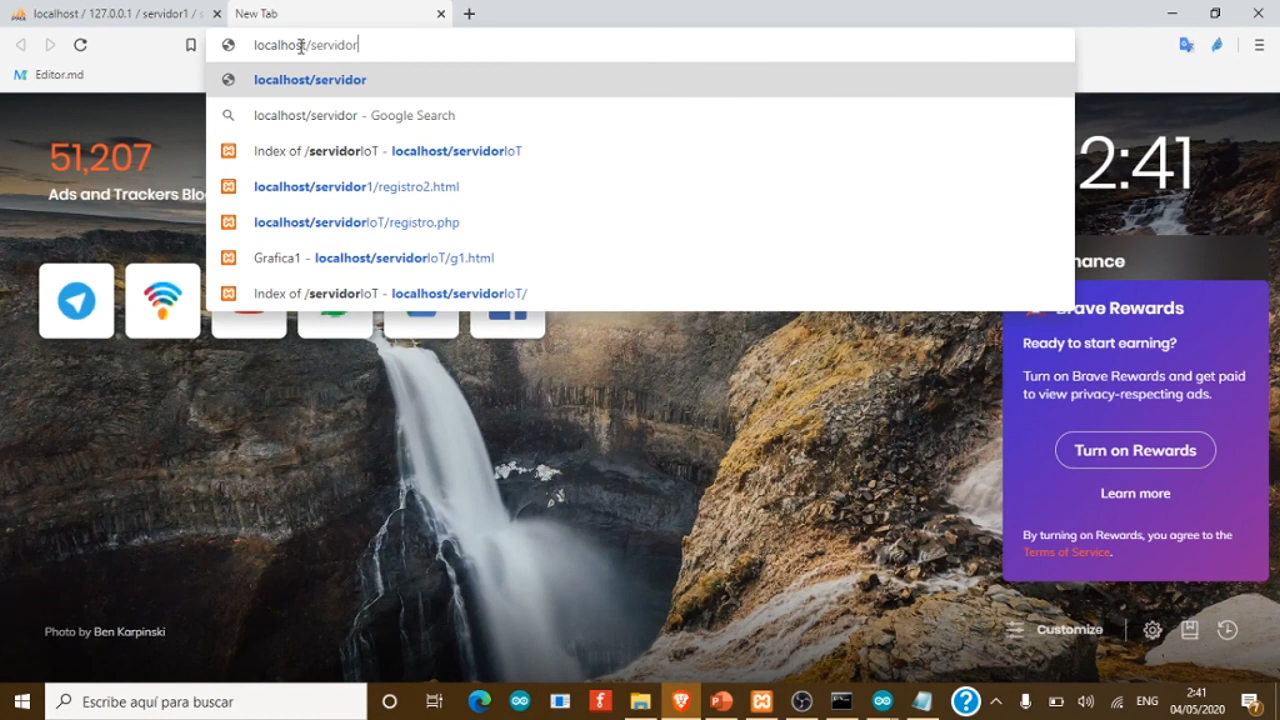 localhost / 127.0.0.1 / servidor1 /
New Tab
localhost/servidor
Editor.md
localhost/servidor
localhost/servidor - Google Search
Index of /servidorIoT - localhost/servidorIoT
localhost/servidor1/registro2.html
localhost/servidorIoT/registro.php
Grafica1 - localhost/servidorIoT/g1.html
Index of /servidorIoT - localhost/servidorIoT/
51,207
Ads and Trackers Blo
2:41
nance
Brave Rewards
Ready to start earning?
Turn on Brave Rewards and get paid
to view privacy-respecting ads.
Turn on Rewards
Learn more
By turning on Rewards, you agree to the
Terms of Service.
Photo by Ben Karpinski
Customize
Escribe aquí para buscar
ENG
2:41
04/05/2020
7